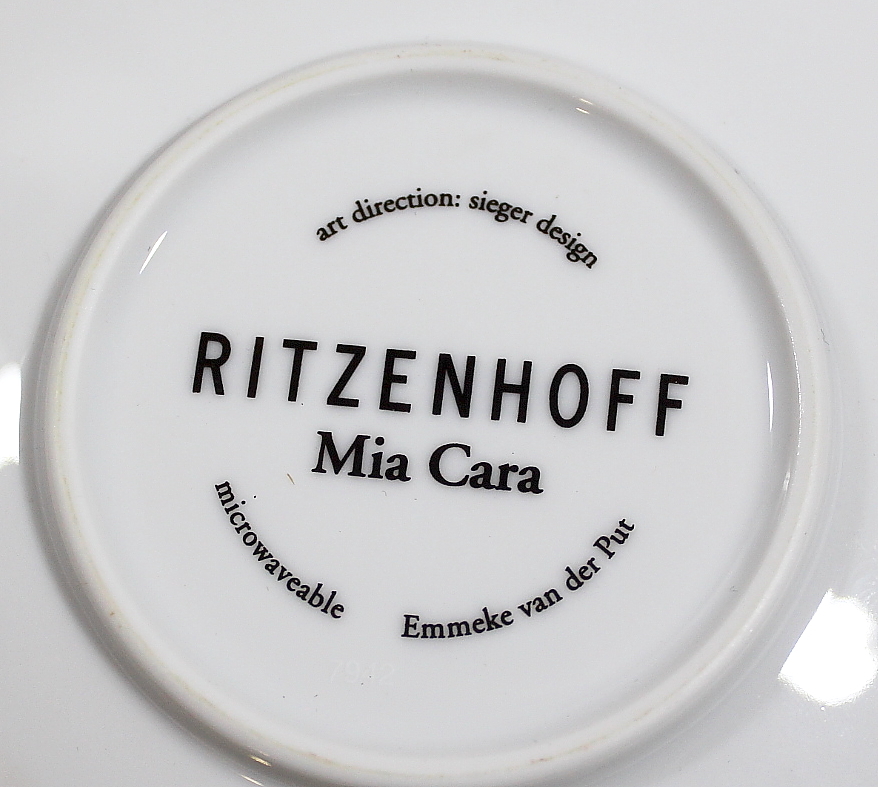 art direction: sieger design
RITZENHOFF
Mia Cara
microwaveable
Emmeke van der Put